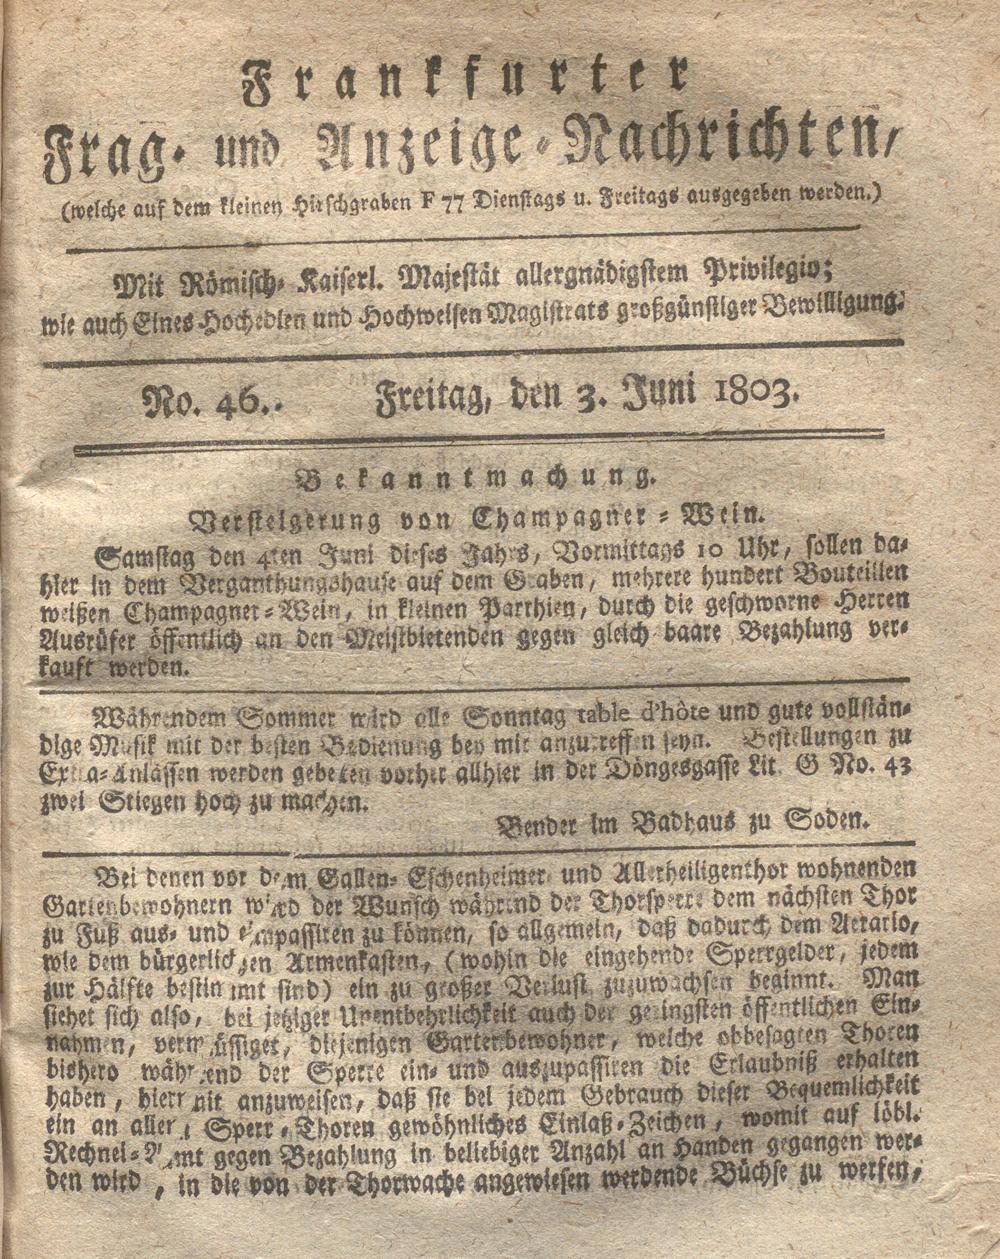 Frankfurter
Frag- und Anzeige-Nachrichten,
(welche auf dem kleinen Hirschgraben F 77 Dienstags u. Freitags ausgegeben werden.)
Mit Römisch-Kaiserl. Majestät allergnädigstem Privilegio;
wie auch Eines Hochedlen und Hochweisen Magistrats großgünstiger Bewilligung.
No. 46. Freitag, den 3. Juni 1803.
Bekanntmachung.
Versteigerung von Champagner-Wein.
Samstag den 4ten Juni dieses Jahrs, Vormittags 10 Uhr, sollen da-
hier in dem Verganthungshause auf dem Graben, mehrere hundert Bouteillen
weißen Champagner-Wein, in kleinen Parthien, durch die geschworne Herren
Ausrüfer öffentlich an den Meistbietenden gegen gleich baare Bezahlung ver-
kauft werden.
Währendem Sommer wird alle Sonntag table d'hôte und gute vollstän-
dige Musik mit der besten Bedienung bey mir anzutreffen seyn. Bestellungen zu
Extra-Anlässen werden gebeten vorher allhier in der Döngesgasse Lit. G No. 43
zwei Stiegen hoch zu machen.
Bender im Badhaus zu Soden.
Bei denen vor dem Gallen- Eschenheimer- und Allerheiligenthor wohnenden
Gartenbewohnern wird der Wunsch während der Thorsperre dem nächsten Thor
zu Fuß aus- und einpassiren zu können, so allgemein, daß dadurch dem Aerario,
wie dem bürgerlichen Armenkasten, (wohin die eingehende Sperrgelder, jedem
zur Hälfte bestimmt sind) ein zu großer Verlust zuzuwachsen beginnt. Man
siehet sich also, bei jetziger Unentbehrlichkeit auch der geringsten öffentlichen Ein-
nahmen, vermüssiget, diejenigen Gartenbewohner, welche obbesagten Thoren
bishero während der Sperre ein- und auszupassiren die Erlaubniß erhalten
haben, hiermit anzuweisen, daß sie bei jedem Gebrauch dieser Bequemlichkeit
ein an allen Sperr-Thoren gewöhnliches Einlaß-Zeichen, womit auf löbl.
Rechnei-Amt gegen Bezahlung in beliebiger Anzahl an Handen gegangen wer-
den wird, in die von der Thorwache angewiesen werdende Büchse zu werfen,